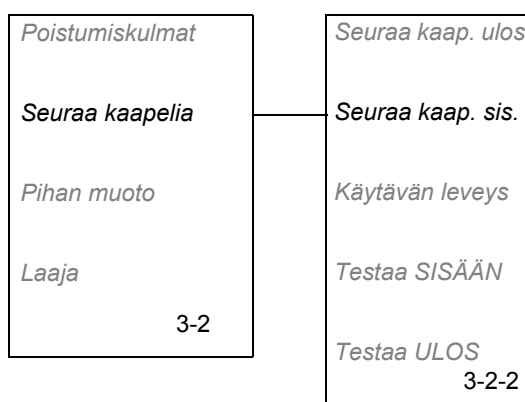 Poistumiskulmat
Seuraa kaapelia
Pihan muoto
Laaja
3-2
Seuraa kaap. ulos
Seuraa kaap. sis.
Käytävän leveys
Testaa SISÄÄN
Testaa ULOS
3-2-2